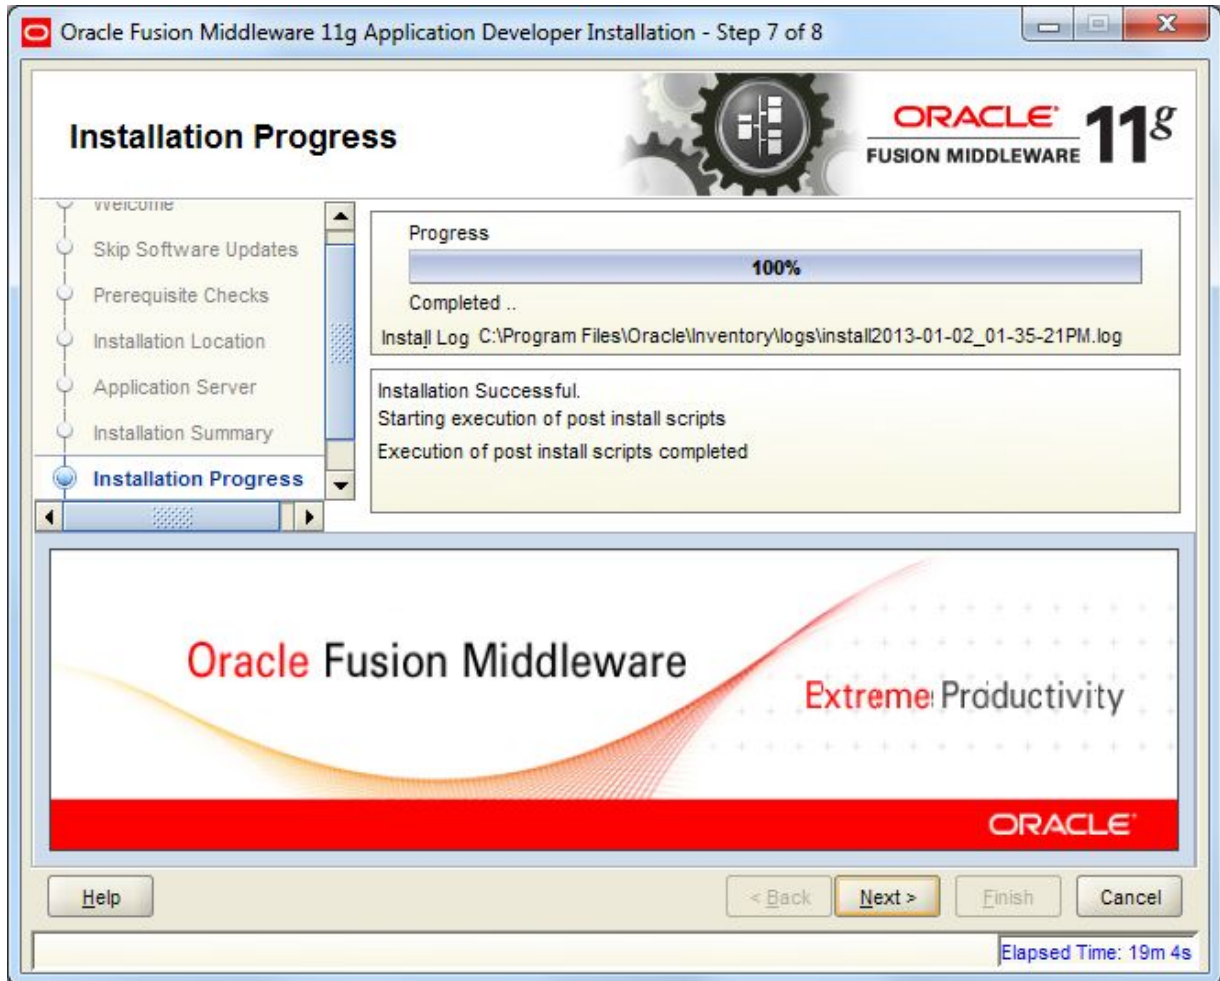 Oracle Fusion Middleware 11g Application Developer Installation - Step 7 of 8
Installation Progress
ORACLE
FUSION MIDDLEWARE
11g
Welcome
Skip Software Updates
Prerequisite Checks
Installation Location
Application Server
Installation Summary
Installation Progress
Progress
100%
Completed ..
Install Log C:\Program Files\Oracle\Inventory\logs\install2013-01-02_01-35-21PM.log
Installation Successful.
Starting execution of post install scripts
Execution of post install scripts completed
Oracle Fusion Middleware
Extreme Productivity
ORACLE
Help
< Back
Next >
Finish
Cancel
Elapsed Time: 19m 4s